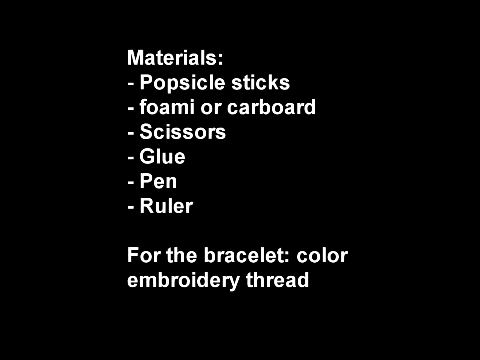 Materials:
- Popsicle sticks
- foami or carboard
- Scissors
- Glue
- Pen
- Ruler
For the bracelet: color
embroidery thread